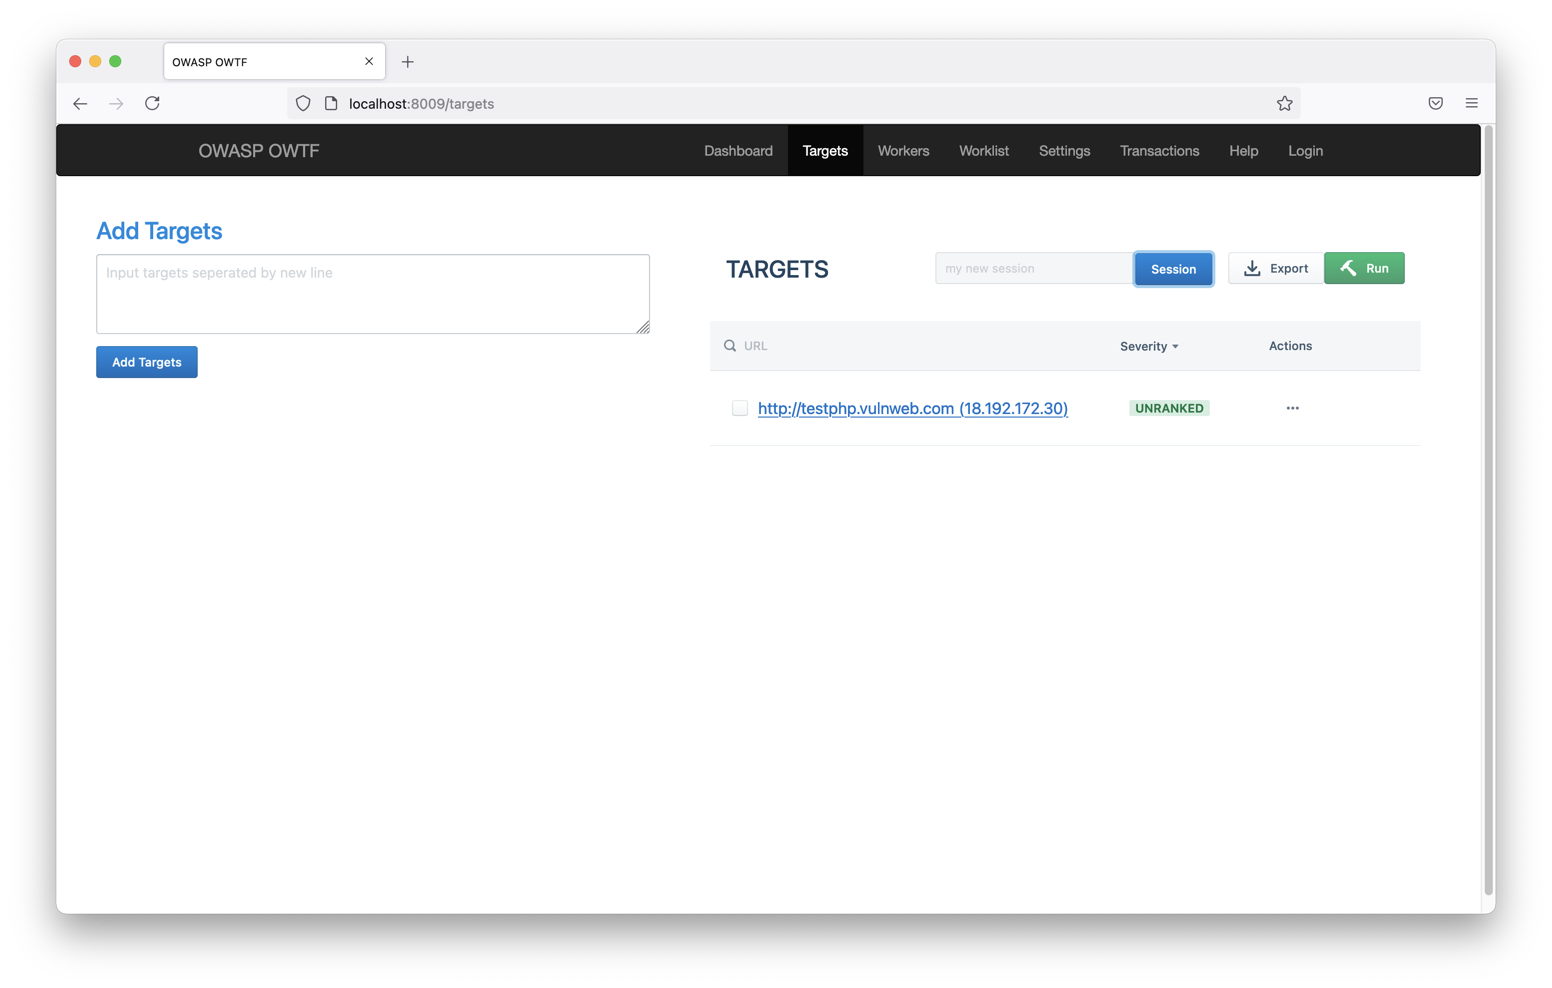 OWASP OWTF
localhost:8009/targets
OWASP OWTF
Dashboard
Targets
Workers
Worklist
Settings
Transactions
Help
Login
Add Targets
Input targets seperated by new line
Add Targets
TARGETS
my new session
Session
Export
Run
URL
Severity
Actions
http://testphp.vulnweb.com (18.192.172.30)
UNRANKED